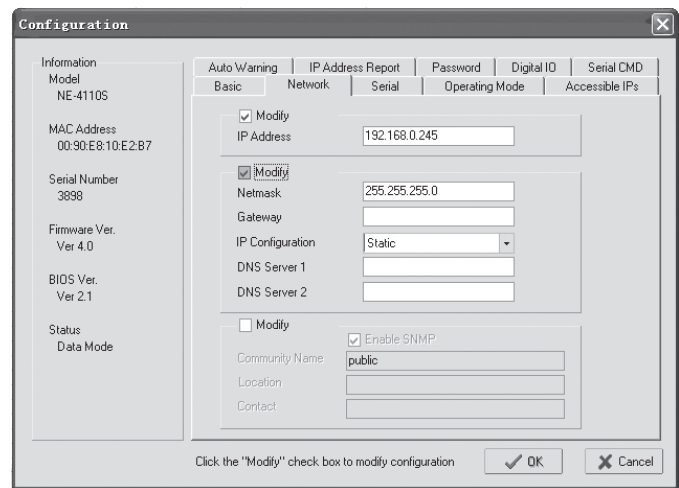 Configuration
Information
Model
NE-4110S
MAC Address
00:90:E8:10:E2:B7
Serial Number
3898
Firmware Ver.
Ver 4.0
BIOS Ver.
Ver 2.1
Status
Data Mode
Auto Warning
IP Address Report
Password
Digital IO
Serial CMD
Basic
Network
Serial
Operating Mode
Accessible IPs
Modify
IP Address
192.168.0.245
Modify
Netmask
255.255.255.0
Gateway
IP Configuration
Static
DNS Server 1
DNS Server 2
Modify
Enable SNMP
Community Name
public
Location
Contact
Click the "Modify" check box to modify configuration
OK
Cancel